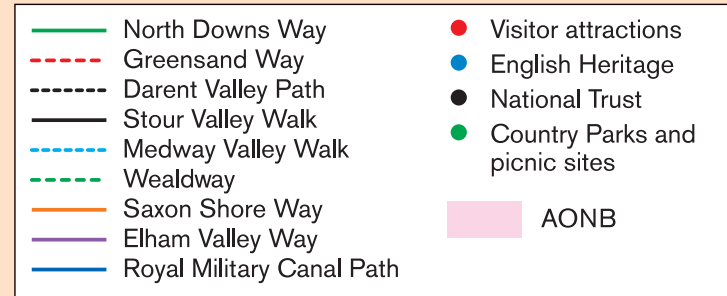 North Downs Way
Greensand Way
Darent Valley Path
Stour Valley Walk
Medway Valley Walk
Wealdway
Saxon Shore Way
Elham Valley Way
Royal Military Canal Path
Visitor attractions
English Heritage
National Trust
Country Parks and
picnic sites
AONB